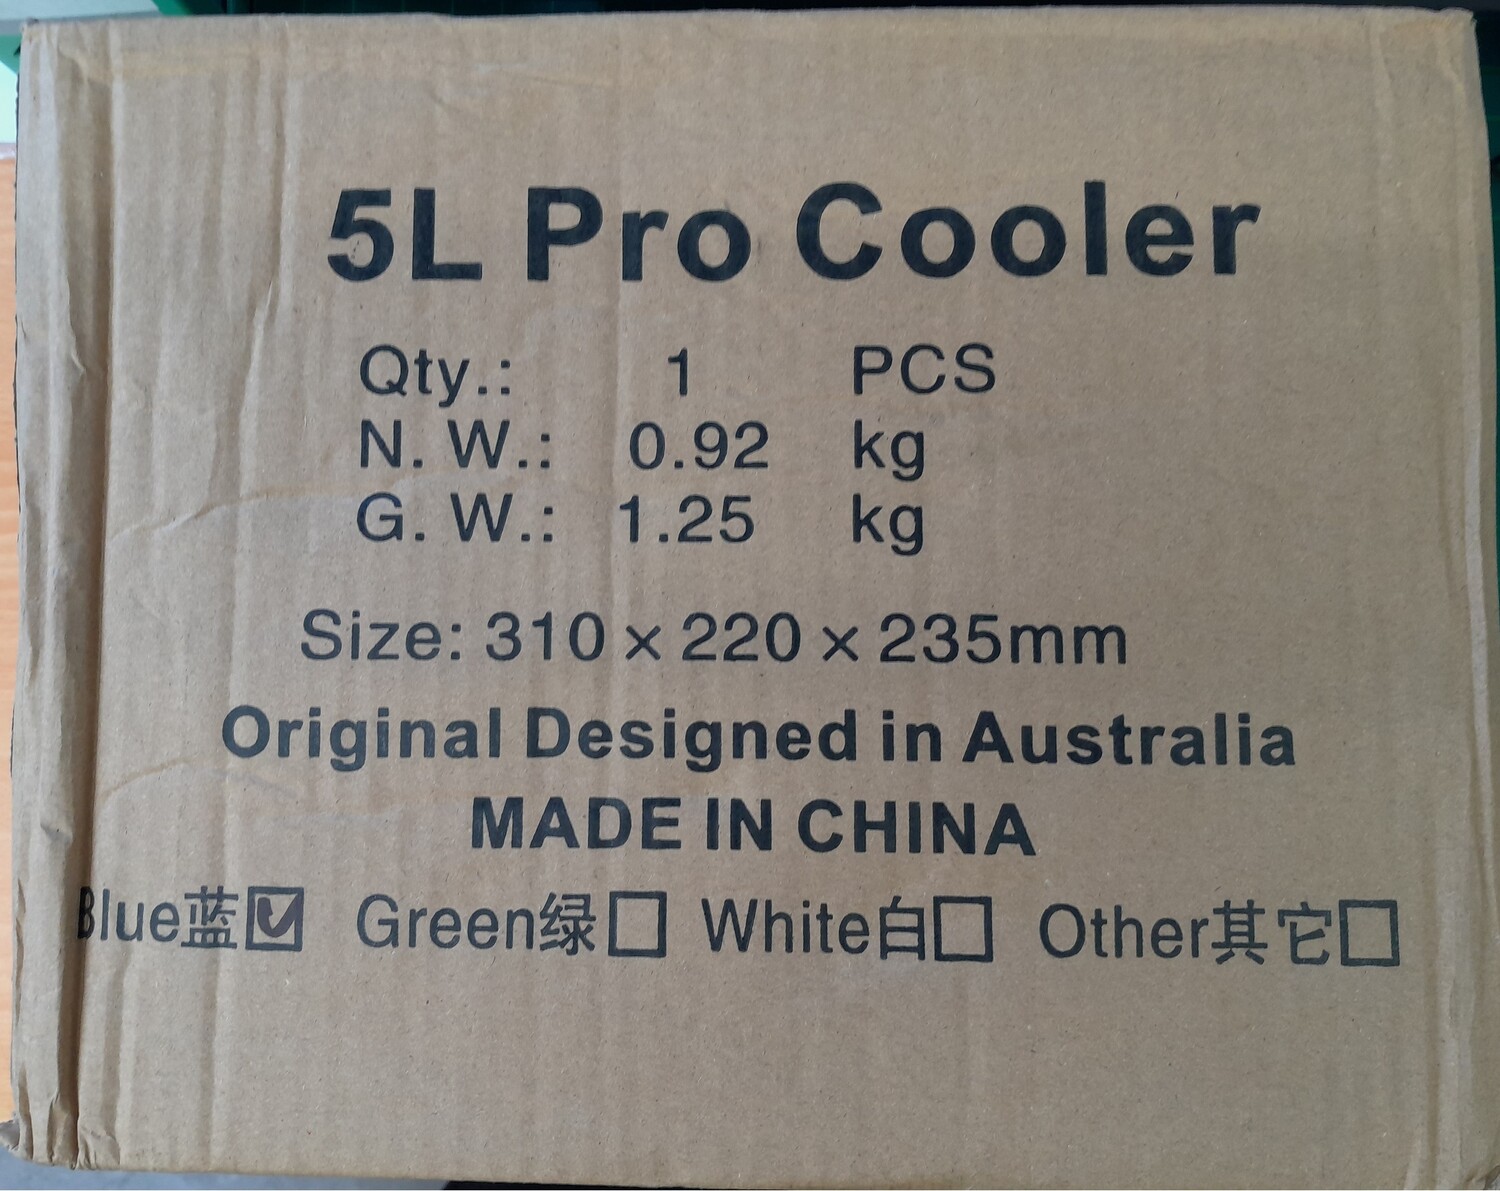 5L Pro Cooler
Qty.: 1 PCS
N. W.: 0.92 kg
G. W.: 1.25 kg
Size: 310 × 220 × 235mm
Original Designed in Australia
MADE IN CHINA
Blue蓝☑ Green绿☐ White白☐ Other其它☐